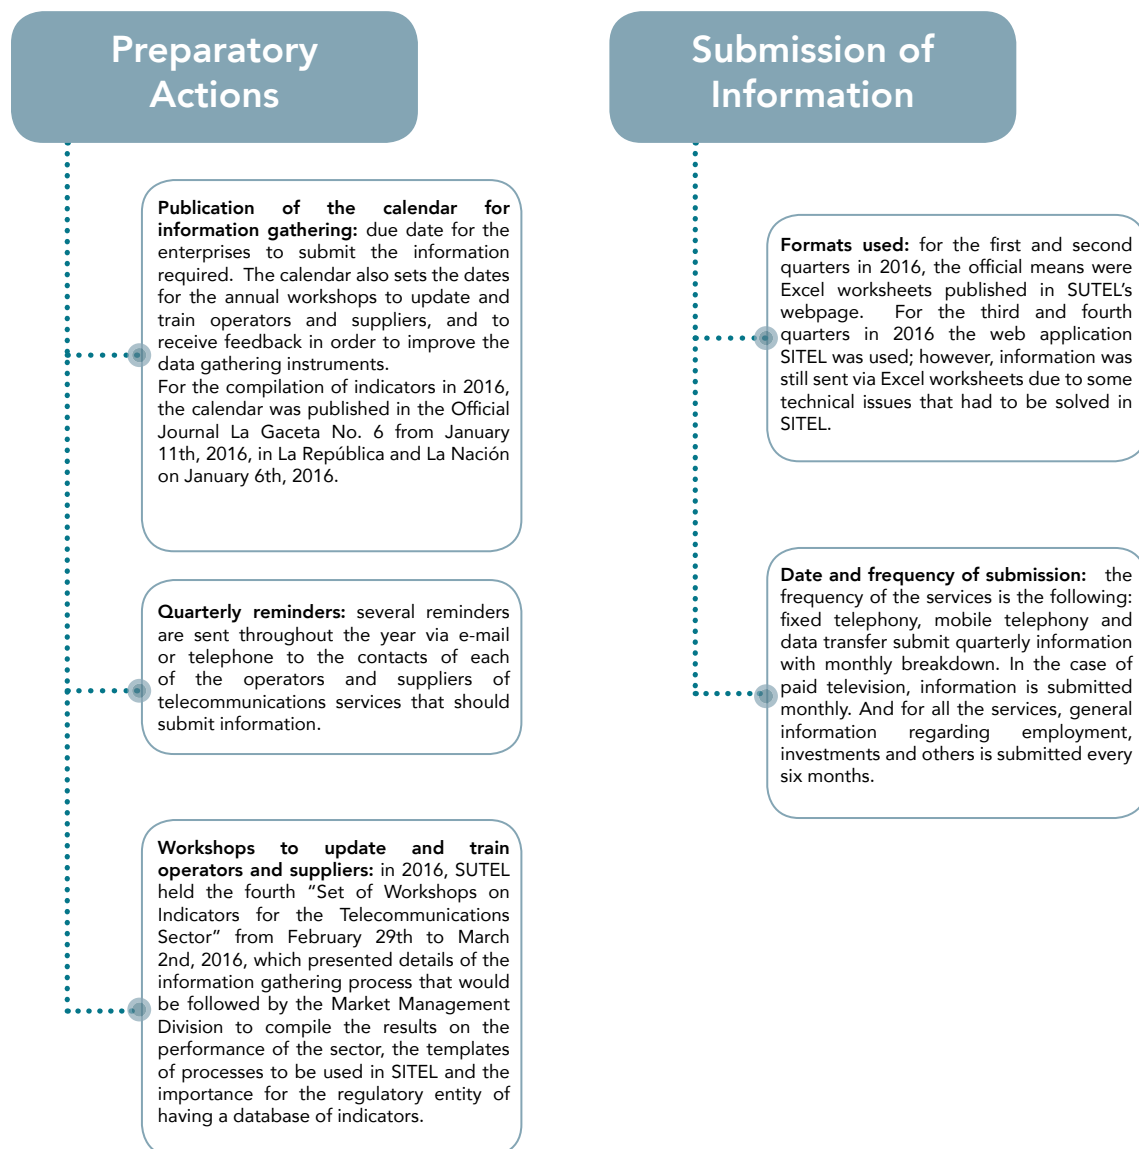 Preparatory
Actions
Publication of the calendar for
information gathering: due date for the
enterprises to submit the information
required. The calendar also sets the dates
for the annual workshops to update and
train operators and suppliers, and to
receive feedback in order to improve the
data gathering instruments.
For the compilation of indicators in 2016,
the calendar was published in the Official
Journal La Gaceta No. 6 from January
11th, 2016, in La República and La Nación
on January 6th, 2016.
Quarterly reminders: several reminders
are sent throughout the year via e-mail
or telephone to the contacts of each
of the operators and suppliers of
telecommunications services that should
submit information.
Workshops to update and train
operators and suppliers: in 2016, SUTEL
held the fourth “Set of Workshops on
Indicators for the Telecommunications
Sector” from February 29th to March
2nd, 2016, which presented details of the
information gathering process that would
be followed by the Market Management
Division to compile the results on the
performance of the sector, the templates
of processes to be used in SITEL and the
importance for the regulatory entity of
having a database of indicators.
Submission of
Information
Formats used: for the first and second
quarters in 2016, the official means were
Excel worksheets published in SUTEL’s
webpage. For the third and fourth
quarters in 2016 the web application
SITEL was used; however, information was
still sent via Excel worksheets due to some
technical issues that had to be solved in
SITEL.
Date and frequency of submission: the
frequency of the services is the following:
fixed telephony, mobile telephony and
data transfer submit quarterly information
with monthly breakdown. In the case of
paid television, information is submitted
monthly. And for all the services, general
information regarding employment,
investments and others is submitted every
six months.